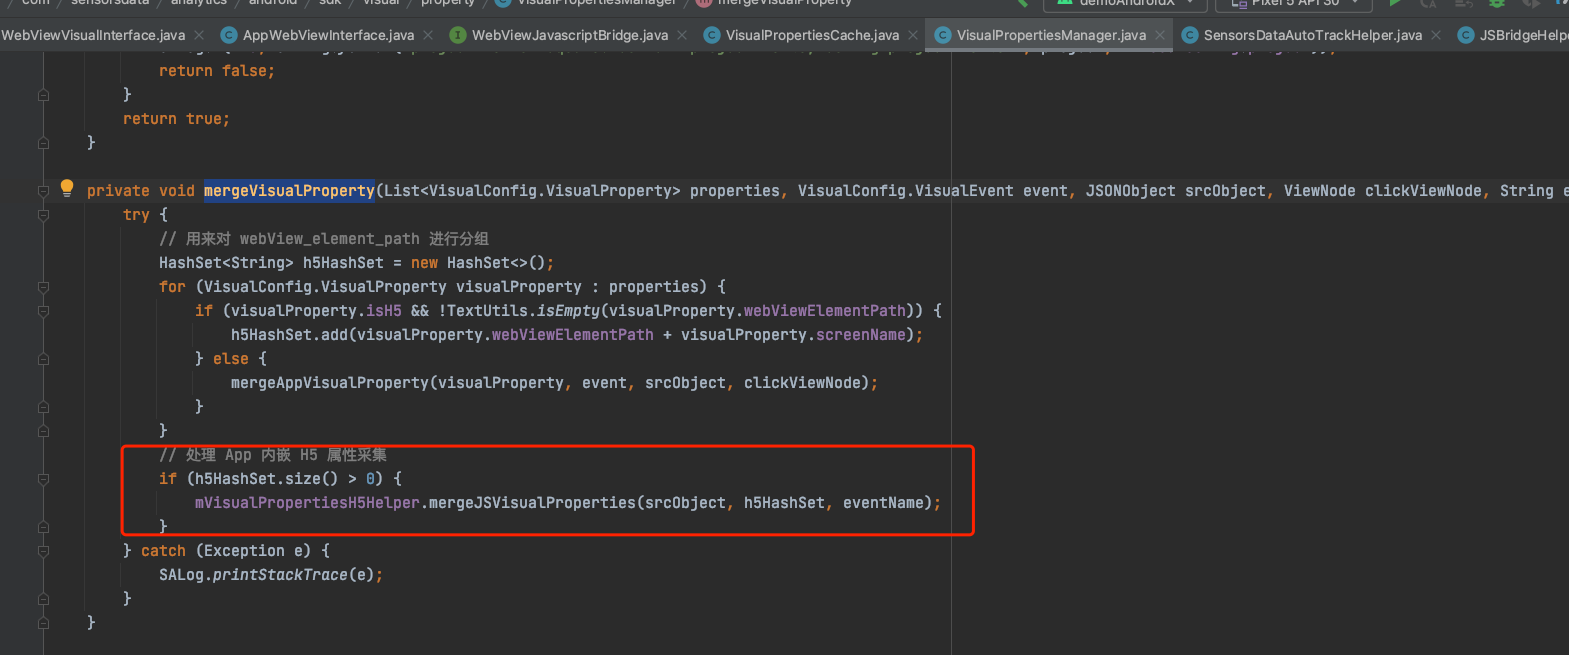 com / sensorsdata / analytics / android / sdk / visual / property / VisualPropertiesManager / mergeVisualProperty demoAndroidX Pixel 5 API 30
WebViewVisualInterface.java AppWebViewInterface.java WebViewJavascriptBridge.java VisualPropertiesCache.java VisualPropertiesManager.java SensorsDataAutoTrackHelper.java JSBridgeHelp
return false;
}
return true;
}
private void mergeVisualProperty(List<VisualConfig.VisualProperty> properties, VisualConfig.VisualEvent event, JSONObject srcObject, ViewNode clickViewNode, String e
try {
// 用来对 webView_element_path 进行分组
HashSet<String> h5HashSet = new HashSet<>();
for (VisualConfig.VisualProperty visualProperty : properties) {
if (visualProperty.isH5 && !TextUtils.isEmpty(visualProperty.webViewElementPath)) {
h5HashSet.add(visualProperty.webViewElementPath + visualProperty.screenName);
} else {
mergeAppVisualProperty(visualProperty, event, srcObject, clickViewNode);
}
}
// 处理 App 内嵌 H5 属性采集
if (h5HashSet.size() > 0) {
mVisualPropertiesH5Helper.mergeJSVisualProperties(srcObject, h5HashSet, eventName);
}
} catch (Exception e) {
SALog.printStackTrace(e);
}
}